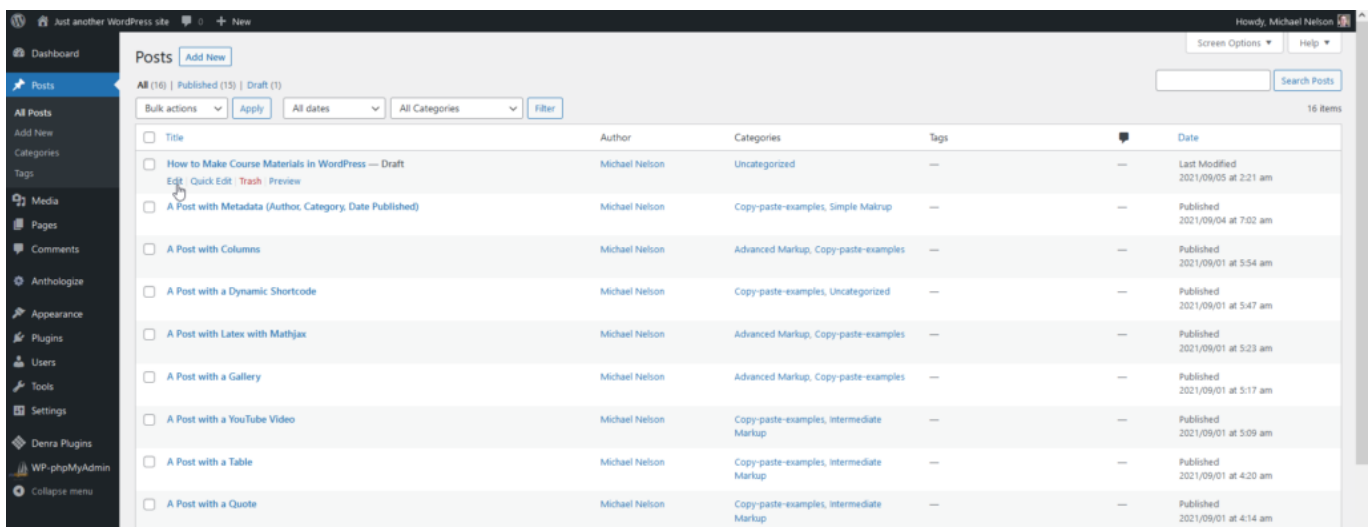 Just another WordPress site 0 + New Howdy, Michael Nelson
Dashboard
Posts
All Posts
Add New
Categories
Tags
Media
Pages
Comments
Anthologize
Appearance
Plugins
Users
Tools
Settings
Denra Plugins
WP-phpMyAdmin
Collapse menu
Screen Options ▼ Help ▼
Posts Add New
All (16) | Published (15) | Draft (1)
Search Posts
Bulk actions Apply All dates All Categories Filter 16 items
Title Author Categories Tags Date
How to Make Course Materials in WordPress — Draft Michael Nelson Uncategorized — — Last Modified
Edit | Quick Edit | Trash | Preview 2021/09/05 at 2:21 am
A Post with Metadata (Author, Category, Date Published) Michael Nelson Copy-paste-examples, Simple Makrup — — Published
2021/09/04 at 7:02 am
A Post with Columns Michael Nelson Advanced Markup, Copy-paste-examples — — Published
2021/09/01 at 5:54 am
A Post with a Dynamic Shortcode Michael Nelson Copy-paste-examples, Uncategorized — — Published
2021/09/01 at 5:47 am
A Post with Latex with Mathjax Michael Nelson Advanced Markup, Copy-paste-examples — — Published
2021/09/01 at 5:23 am
A Post with a Gallery Michael Nelson Advanced Markup, Copy-paste-examples — — Published
2021/09/01 at 5:17 am
A Post with a YouTube Video Michael Nelson Copy-paste-examples, Intermediate — — Published
Markup 2021/09/01 at 5:09 am
A Post with a Table Michael Nelson Copy-paste-examples, Intermediate — — Published
Markup 2021/09/01 at 4:20 am
A Post with a Quote Michael Nelson Copy-paste-examples, Intermediate — — Published
Markup 2021/09/01 at 4:14 am